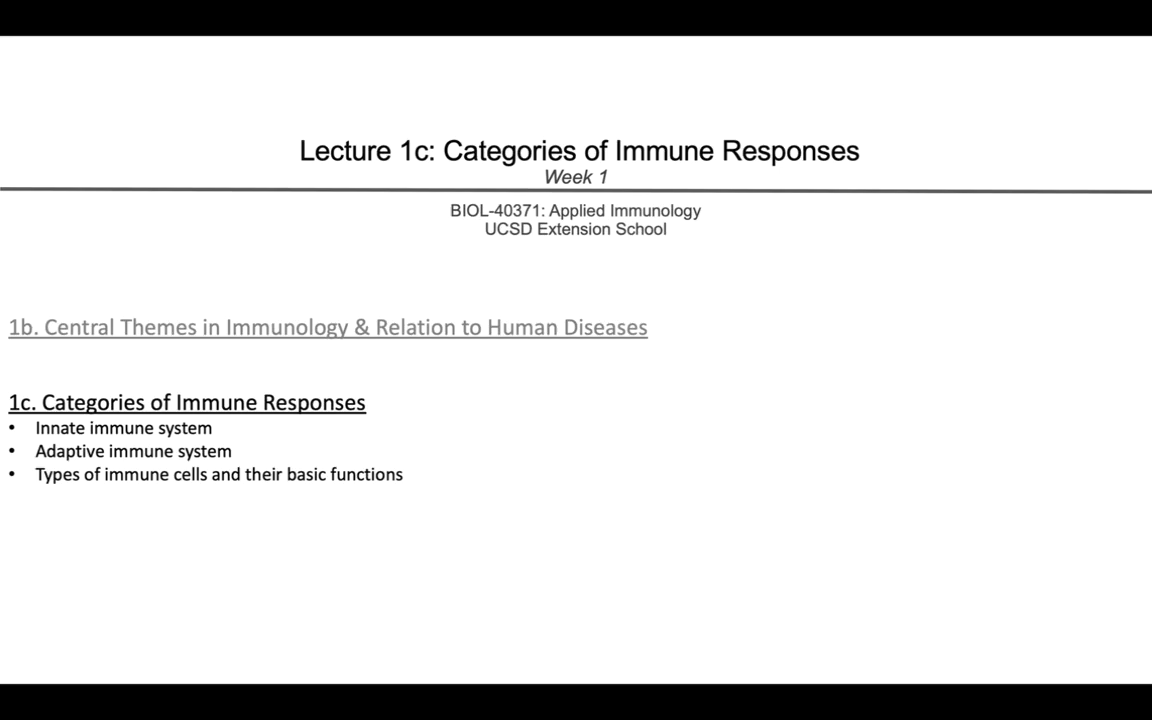 Lecture 1c: Categories of Immune Responses
Week 1
BIOL-40371: Applied Immunology
UCSD Extension School
1b. Central Themes in Immunology & Relation to Human Diseases
1c. Categories of Immune Responses
• Innate immune system
• Adaptive immune system
• Types of immune cells and their basic functions